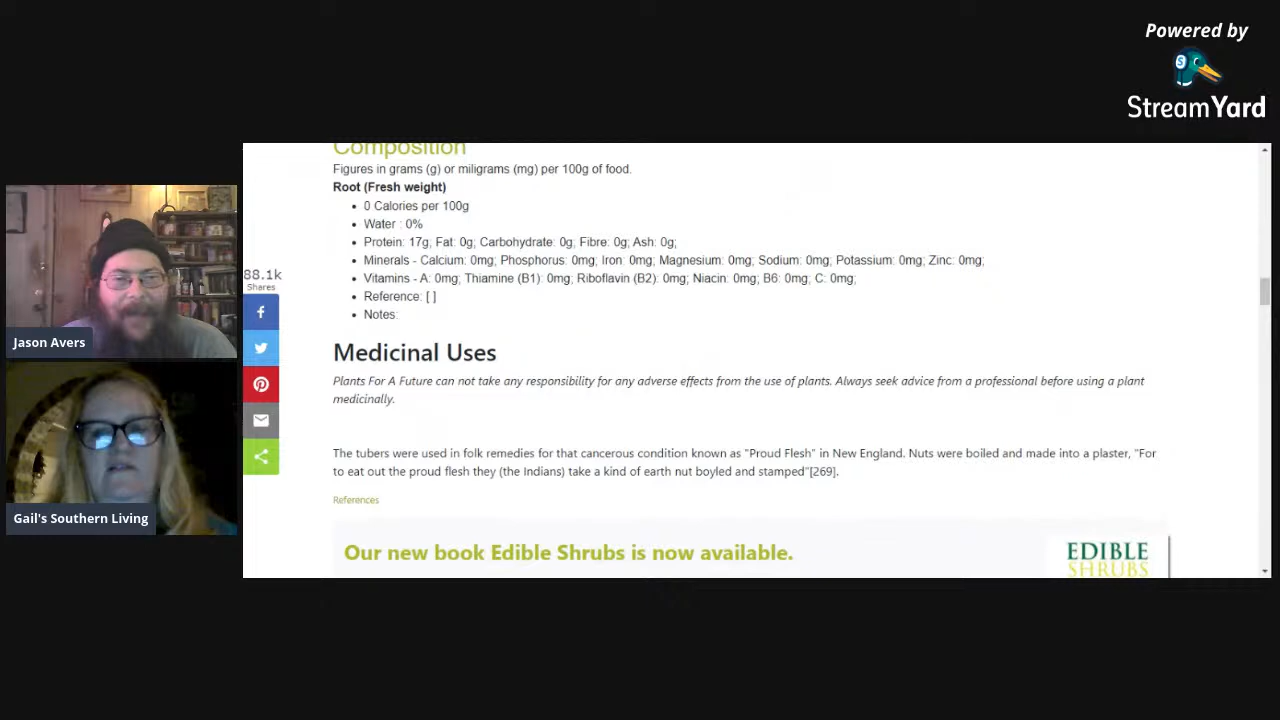 Powered by
StreamYard
Composition
Figures in grams (g) or miligrams (mg) per 100g of food.
Root (Fresh weight)
0 Calories per 100g
Water : 0%
Protein: 17g; Fat: 0g; Carbohydrate: 0g; Fibre: 0g; Ash: 0g;
Minerals - Calcium: 0mg; Phosphorus: 0mg; Iron: 0mg; Magnesium: 0mg; Sodium: 0mg; Potassium: 0mg; Zinc: 0mg;
Vitamins - A: 0mg; Thiamine (B1): 0mg; Riboflavin (B2): 0mg; Niacin: 0mg; B6: 0mg; C: 0mg;
Reference: [ ]
Notes:
88.1k
Shares
Medicinal Uses
Plants For A Future can not take any responsibility for any adverse effects from the use of plants. Always seek advice from a professional before using a plant
medicinally.
The tubers were used in folk remedies for that cancerous condition known as "Proud Flesh" in New England. Nuts were boiled and made into a plaster, "For
to eat out the proud flesh they (the Indians) take a kind of earth nut boyled and stamped"[269].
References
Our new book Edible Shrubs is now available.
EDIBLE
SHRUBS
Jason Avers
Gail's Southern Living